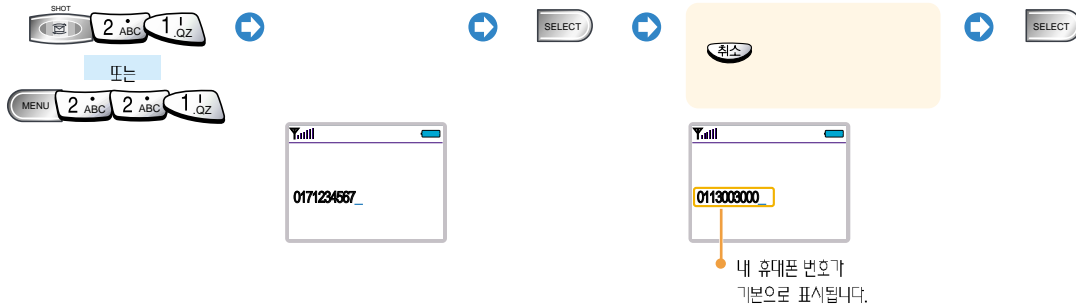 SHOT
2 ABC 1 .QZ
또는
MENU 2 ABC 2 ABC 1 .QZ
0171234567_
SELECT
취소
0113003000_
내 휴대폰 번호가
기본으로 표시됩니다.
SELECT